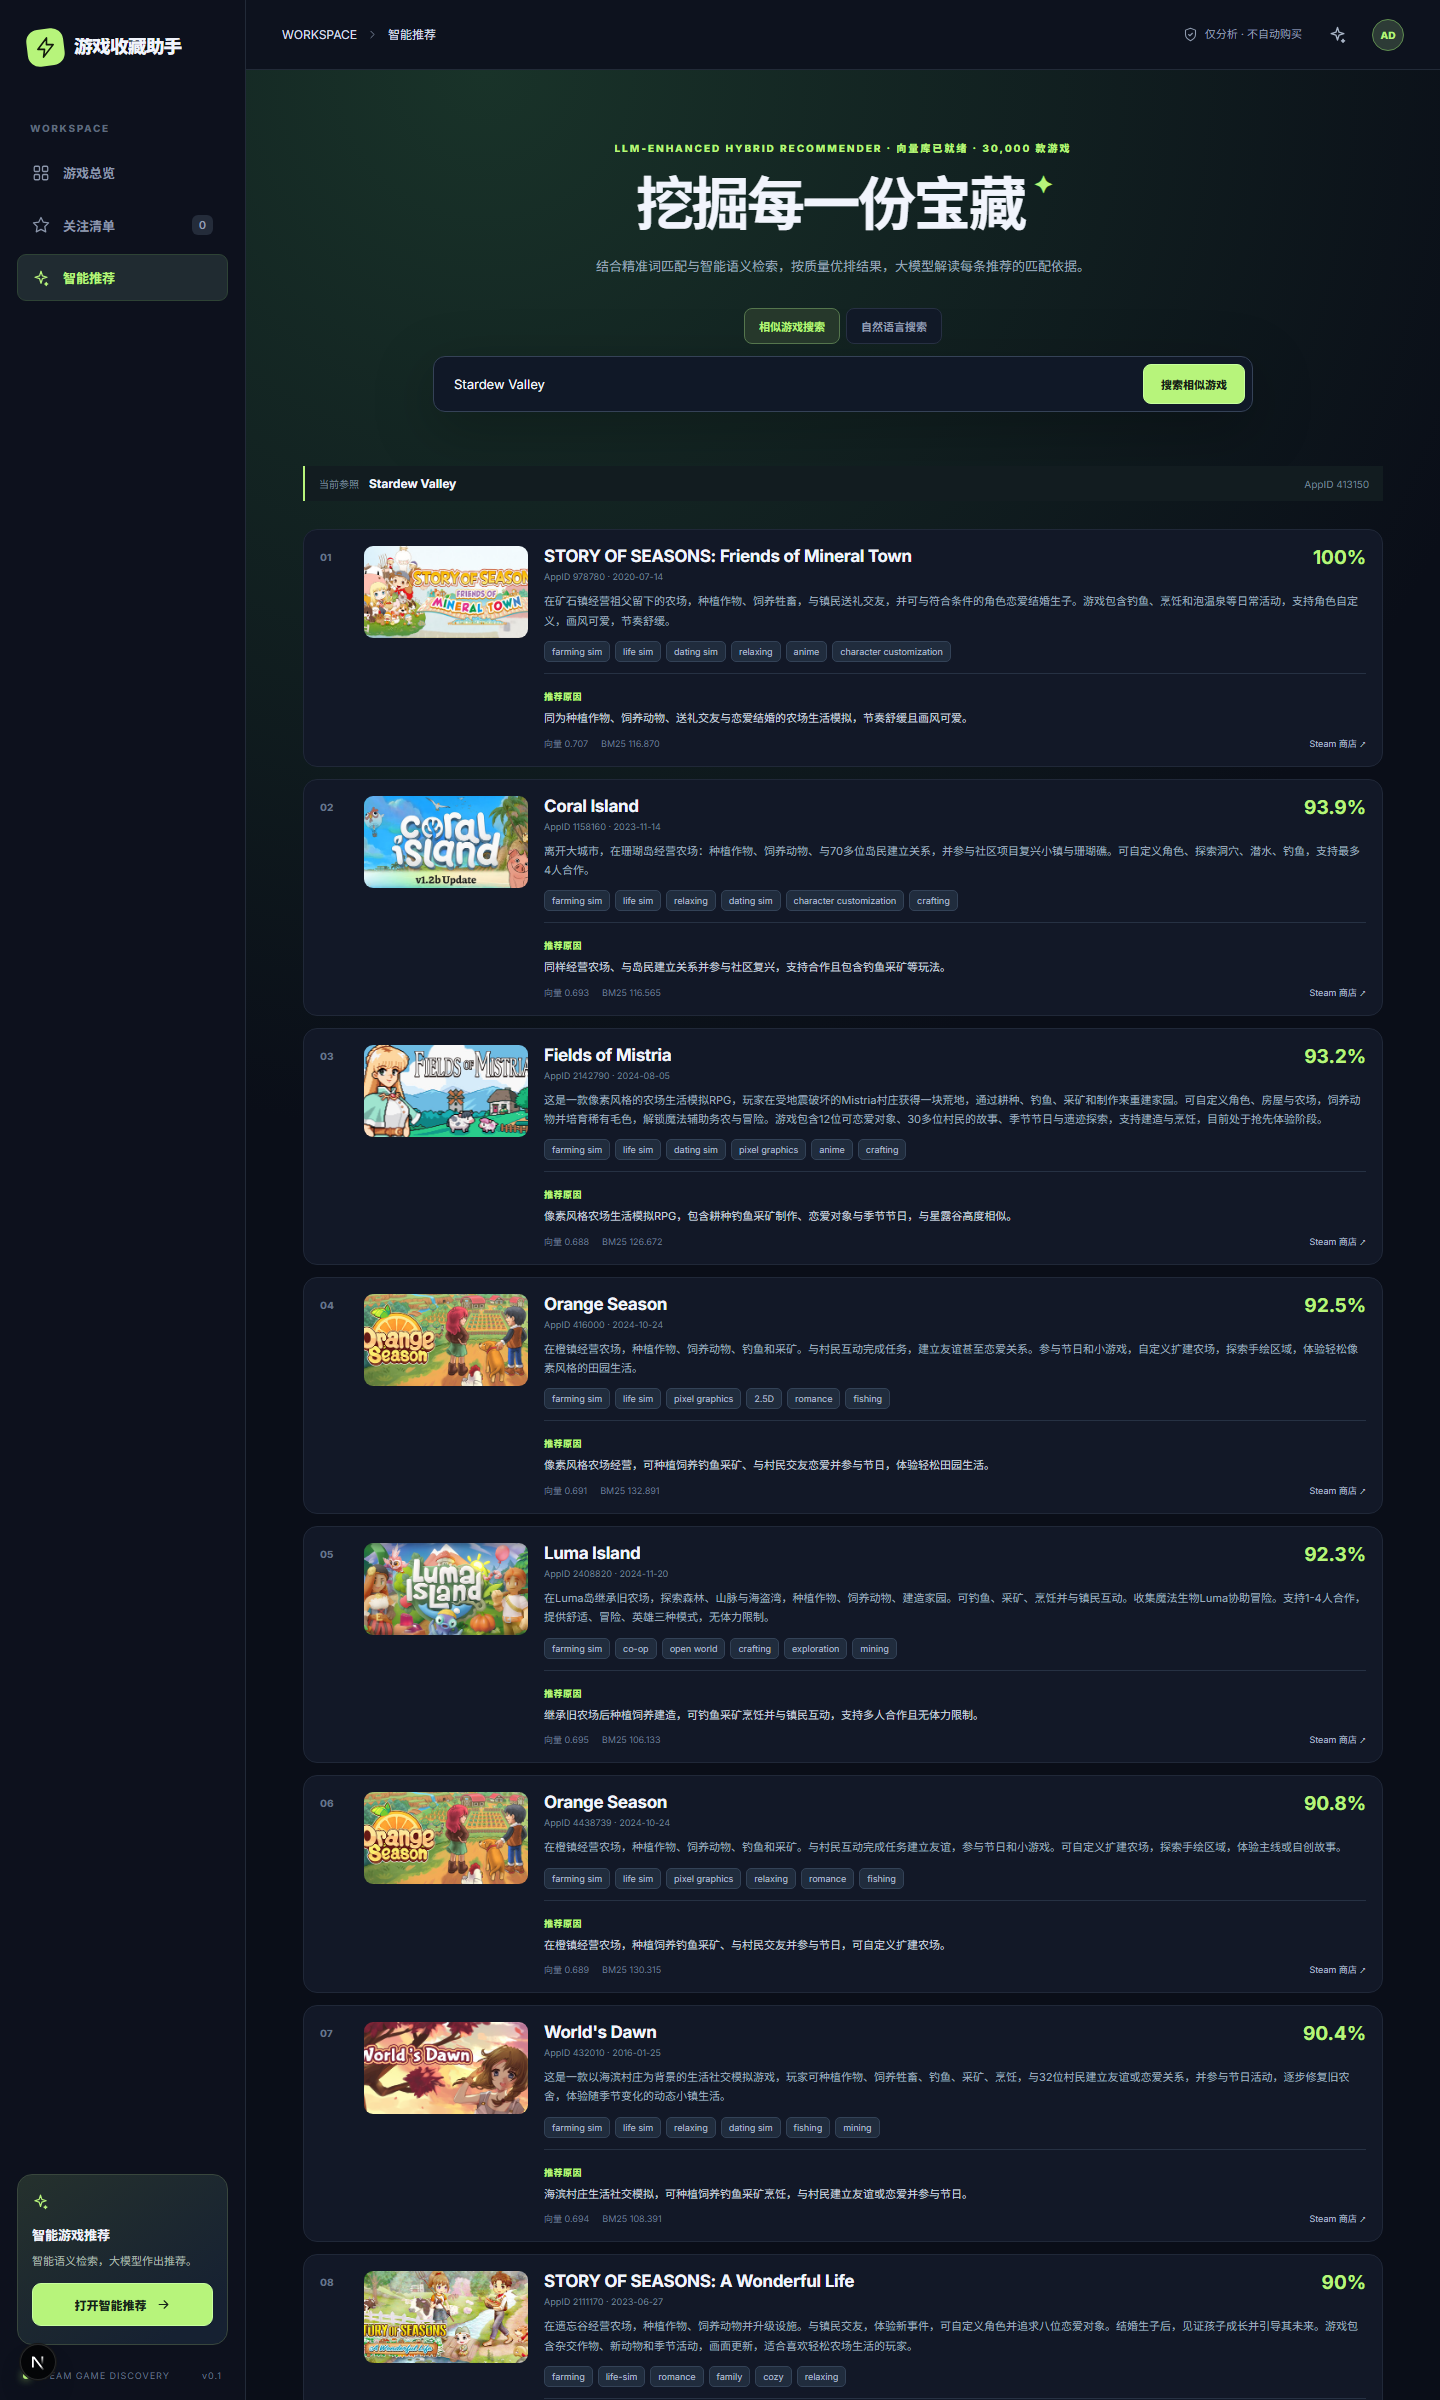 游戏收藏助手
WORKSPACE
游戏总览
关注清单 0
智能推荐
WORKSPACE > 智能推荐
仅分析 · 不自动购买
AD
LLM-ENHANCED HYBRID RECOMMENDER · 向量库已就绪 · 30,000 款游戏
挖掘每一份宝藏
结合精准词匹配与智能语义检索，按质量优排结果，大模型解读每条推荐的匹配依据。
相似游戏搜索 自然语言搜索
Stardew Valley
搜索相似游戏
当前参照 Stardew Valley AppID 413150
01
STORY OF SEASONS
FRIENDS OF
MINERAL TOWN
STORY OF SEASONS: Friends of Mineral Town 100%
AppID 978780 · 2020-07-14
在矿石镇经营祖父留下的农场，种植作物、饲养牲畜，与镇民送礼交友，并可与符合条件的角色恋爱结婚生子。游戏包含钓鱼、烹饪和泡温泉等日常活动，支持角色自定
义，画风可爱，节奏舒缓。
farming sim life sim dating sim relaxing anime character customization
推荐原因
同为种植作物、饲养动物、送礼交友与恋爱结婚的农场生活模拟，节奏舒缓且画风可爱。
向量 0.707 BM25 116.870 Steam 商店 ↗
02
coral island
v1.2b Update
Coral Island 93.9%
AppID 1158160 · 2023-11-14
离开大城市，在珊瑚岛经营农场：种植作物、饲养动物、与70多位岛民建立关系，并参与社区项目复兴小镇与珊瑚礁。可自定义角色、探索洞穴、潜水、钓鱼，支持最多
4人合作。
farming sim life sim relaxing dating sim character customization crafting
推荐原因
同样经营农场、与岛民建立关系并参与社区复兴，支持合作且包含钓鱼采矿等玩法。
向量 0.693 BM25 116.565 Steam 商店 ↗
03
FIELDS OF MISTRIA
Fields of Mistria 93.2%
AppID 2142790 · 2024-08-05
这是一款像素风格的农场生活模拟RPG，玩家在受地震破坏的Mistria村庄获得一块荒地，通过耕种、钓鱼、采矿和制作来重建家园。可自定义角色、房屋与农场，饲养动
物并培育稀有毛色，解锁魔法辅助务农与冒险。游戏包含12位可恋爱对象、30多位村民的故事、季节节日与遗迹探索，支持建造与烹饪，目前处于抢先体验阶段。
farming sim life sim dating sim pixel graphics anime crafting
推荐原因
像素风格农场生活模拟RPG，包含耕种钓鱼采矿制作、恋爱对象与季节节日，与星露谷高度相似。
向量 0.688 BM25 126.672 Steam 商店 ↗
04
Orange Season
Orange Season 92.5%
AppID 416000 · 2024-10-24
在橙镇经营农场，种植作物、饲养动物、钓鱼和采矿。与村民互动完成任务，建立友谊甚至恋爱关系。参与节日和小游戏，自定义扩建农场，探索手绘区域，体验轻松像
素风格的田园生活。
farming sim life sim pixel graphics 2.5D romance fishing
推荐原因
像素风格农场经营，可种植饲养钓鱼采矿、与村民交友恋爱并参与节日，体验轻松田园生活。
向量 0.691 BM25 132.891 Steam 商店 ↗
05
Luma Island
Luma Island 92.3%
AppID 2408820 · 2024-11-20
在Luma岛继承旧农场，探索森林、山脉与海盗湾，种植作物、饲养动物、建造家园。可钓鱼、采矿、烹饪并与镇民互动。收集魔法生物Luma协助冒险。支持1-4人合作，
提供舒适、冒险、英雄三种模式，无体力限制。
farming sim co-op open world crafting exploration mining
推荐原因
继承旧农场后种植饲养建造，可钓鱼采矿烹饪并与镇民互动，支持多人合作且无体力限制。
向量 0.695 BM25 106.133 Steam 商店 ↗
06
Orange Season
Orange Season 90.8%
AppID 4438739 · 2024-10-24
在橙镇经营农场，种植作物、饲养动物、钓鱼和采矿。与村民互动完成任务建立友谊，参与节日和小游戏。可自定义扩建农场，探索手绘区域，体验主线或自创故事。
farming sim life sim pixel graphics relaxing romance fishing
推荐原因
在橙镇经营农场，种植饲养钓鱼采矿、与村民交友并参与节日，可自定义扩建农场。
向量 0.689 BM25 130.315 Steam 商店 ↗
07
World's Dawn
World's Dawn 90.4%
AppID 432010 · 2016-01-25
这是一款以海滨村庄为背景的生活社交模拟游戏，玩家可种植作物、饲养牲畜、钓鱼、采矿、烹饪，与32位村民建立友谊或恋爱关系，并参与节日活动，逐步修复旧农
舍，体验随季节变化的动态小镇生活。
farming sim life sim relaxing dating sim fishing mining
推荐原因
海滨村庄生活社交模拟，可种植饲养钓鱼采矿烹饪，与村民建立友谊或恋爱并参与节日。
向量 0.694 BM25 108.391 Steam 商店 ↗
08
STORY OF SEASONS
A Wonderful Life
STORY OF SEASONS: A Wonderful Life 90%
AppID 2111170 · 2023-06-27
在遗忘谷经营农场，种植作物、饲养动物并升级设施。与镇民交友，体验新事件，可自定义角色并追求八位恋爱对象。结婚生子后，见证孩子成长并引导其未来。游戏包
含杂交作物、新动物和季节活动，画面更新，适合喜欢轻松农场生活的玩家。
farming life-sim romance family cozy relaxing
智能游戏推荐
智能语义检索，大模型作出推荐。
打开智能推荐 →
N
EAM GAME DISCOVERY v0.1